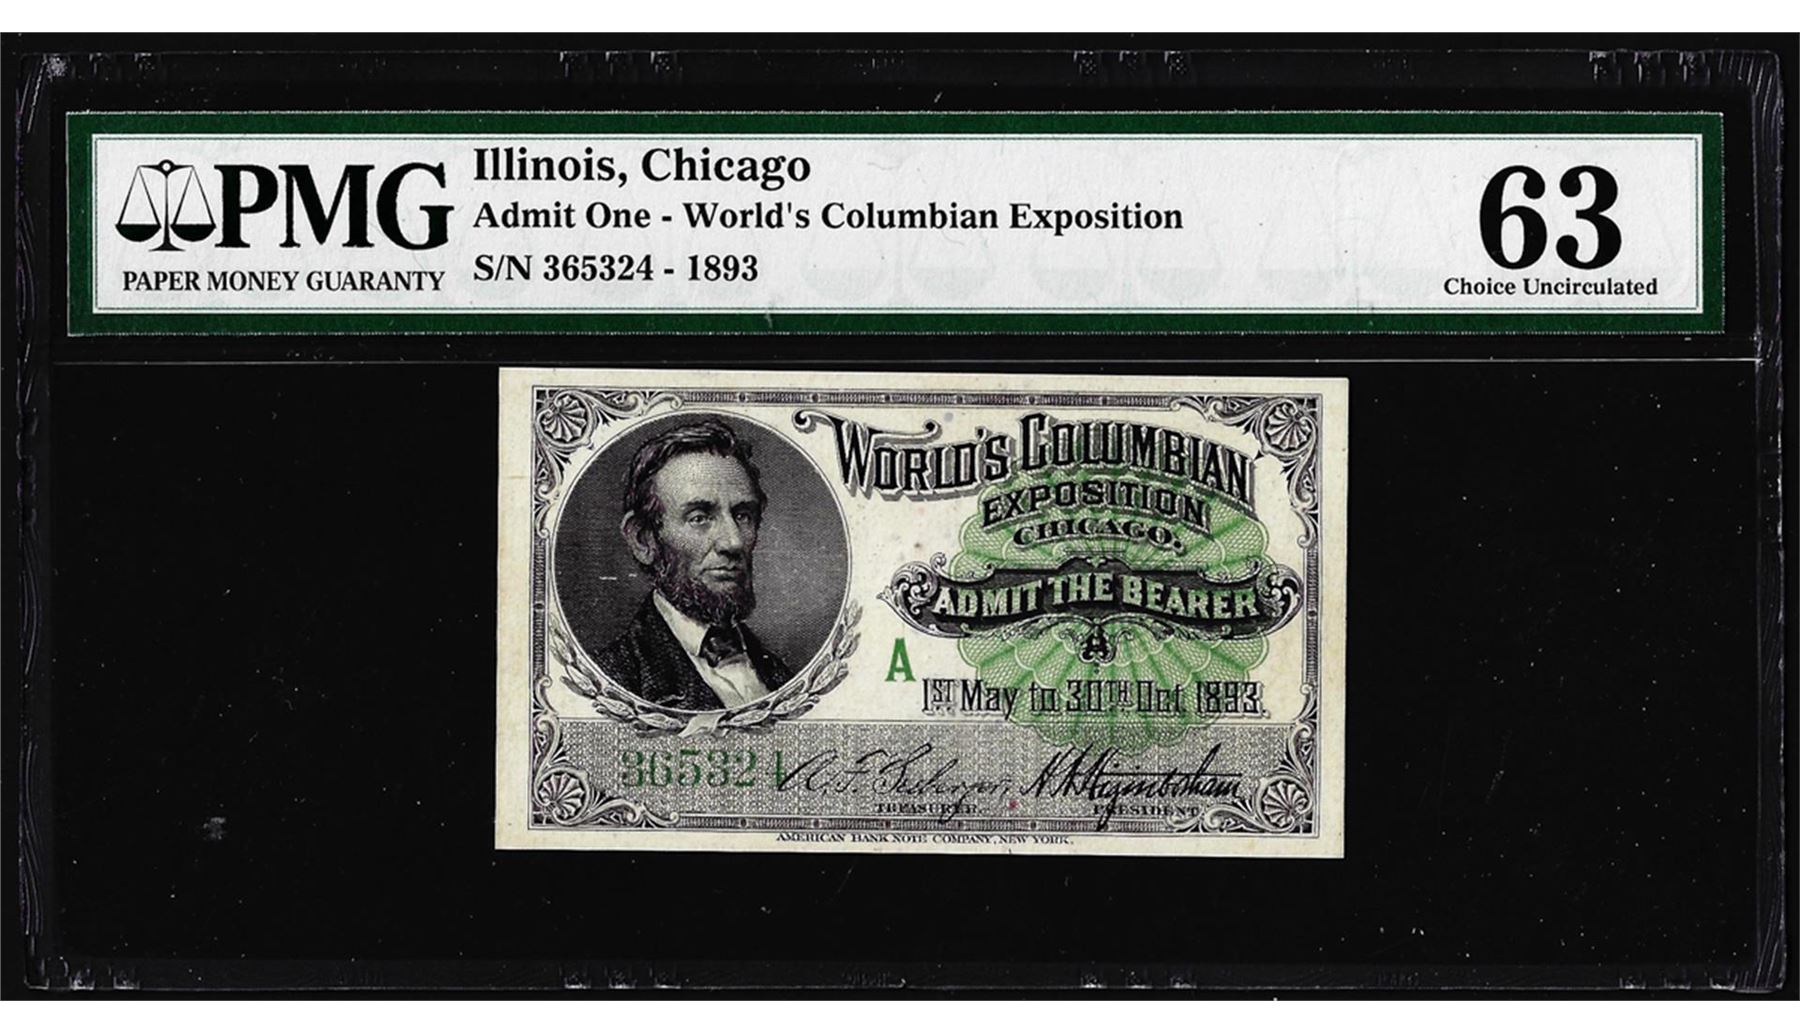 PMG
PAPER MONEY GUARANTY
Illinois, Chicago
Admit One - World's Columbian Exposition
S/N 365324 - 1893
63
Choice Uncirculated
WORLD'S COLUMBIAN
EXPOSITION
CHICAGO.
ADMIT THE BEARER
A
A
1ST May to 30TH Oct. 1893.
365324
A. F. Seeberger, H N Higinbotham
TREASURER. PRESIDENT.
AMERICAN BANK NOTE COMPANY, NEW YORK.